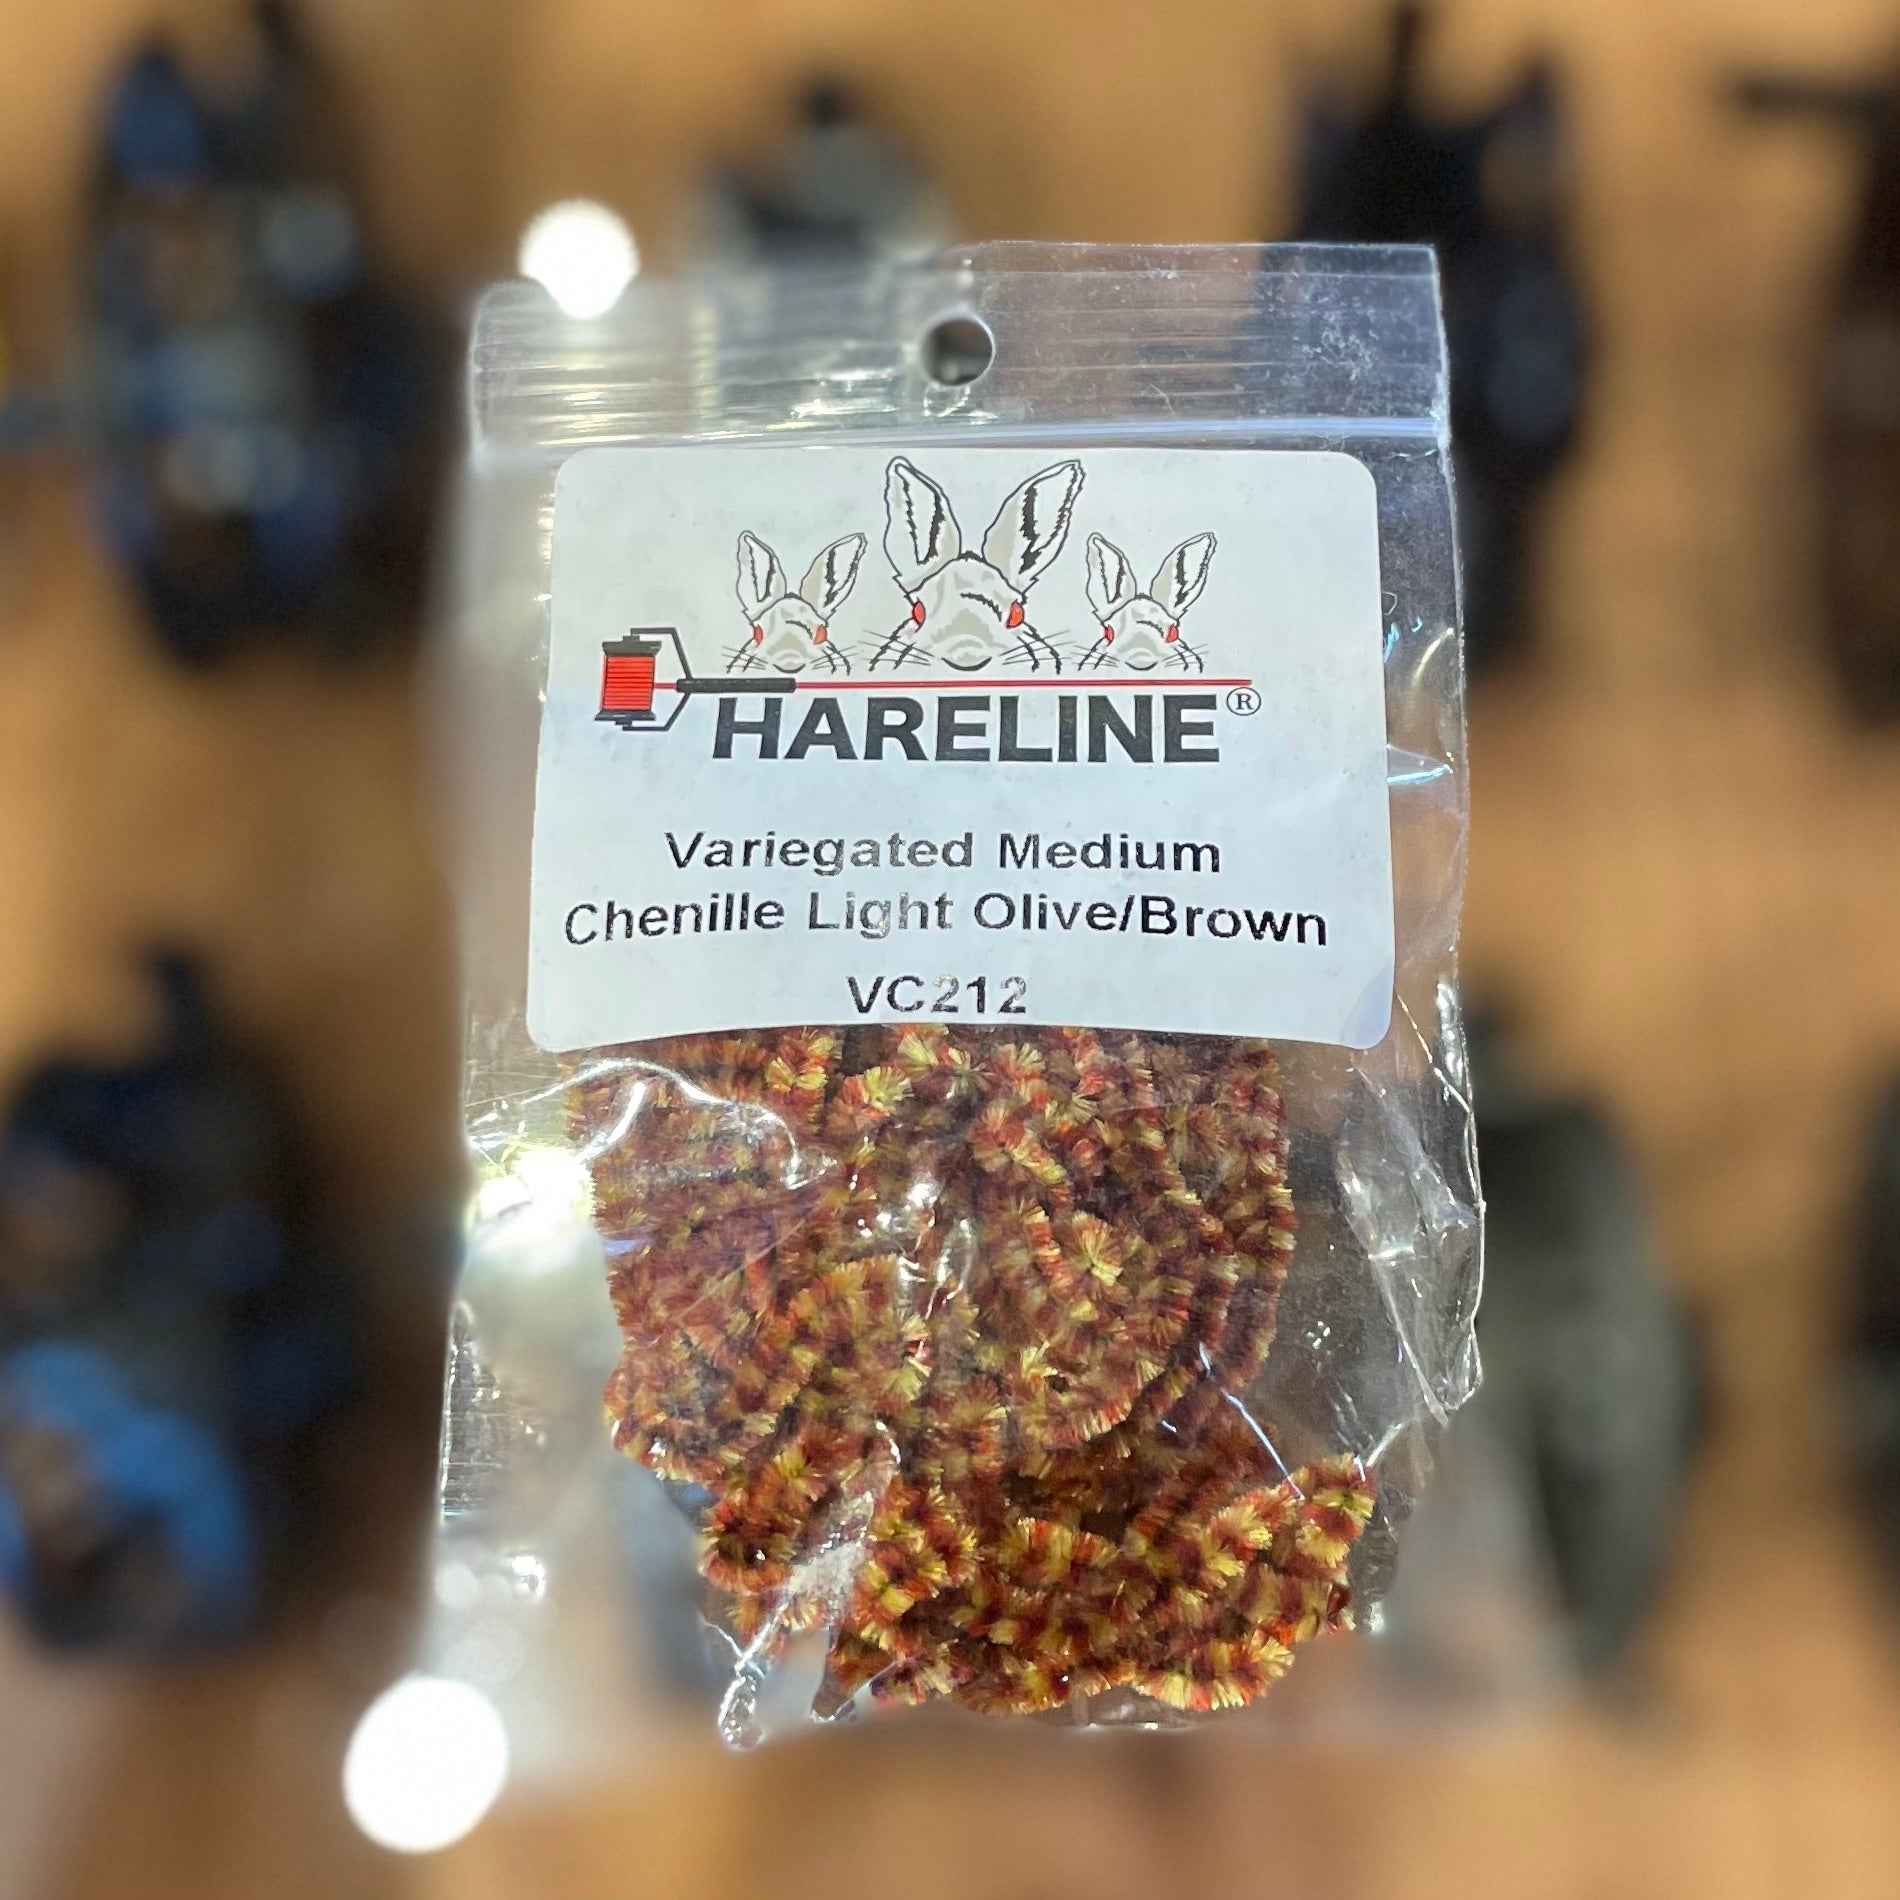 HARELINE®
Variegated Medium
Chenille Light Olive/Brown
VC212